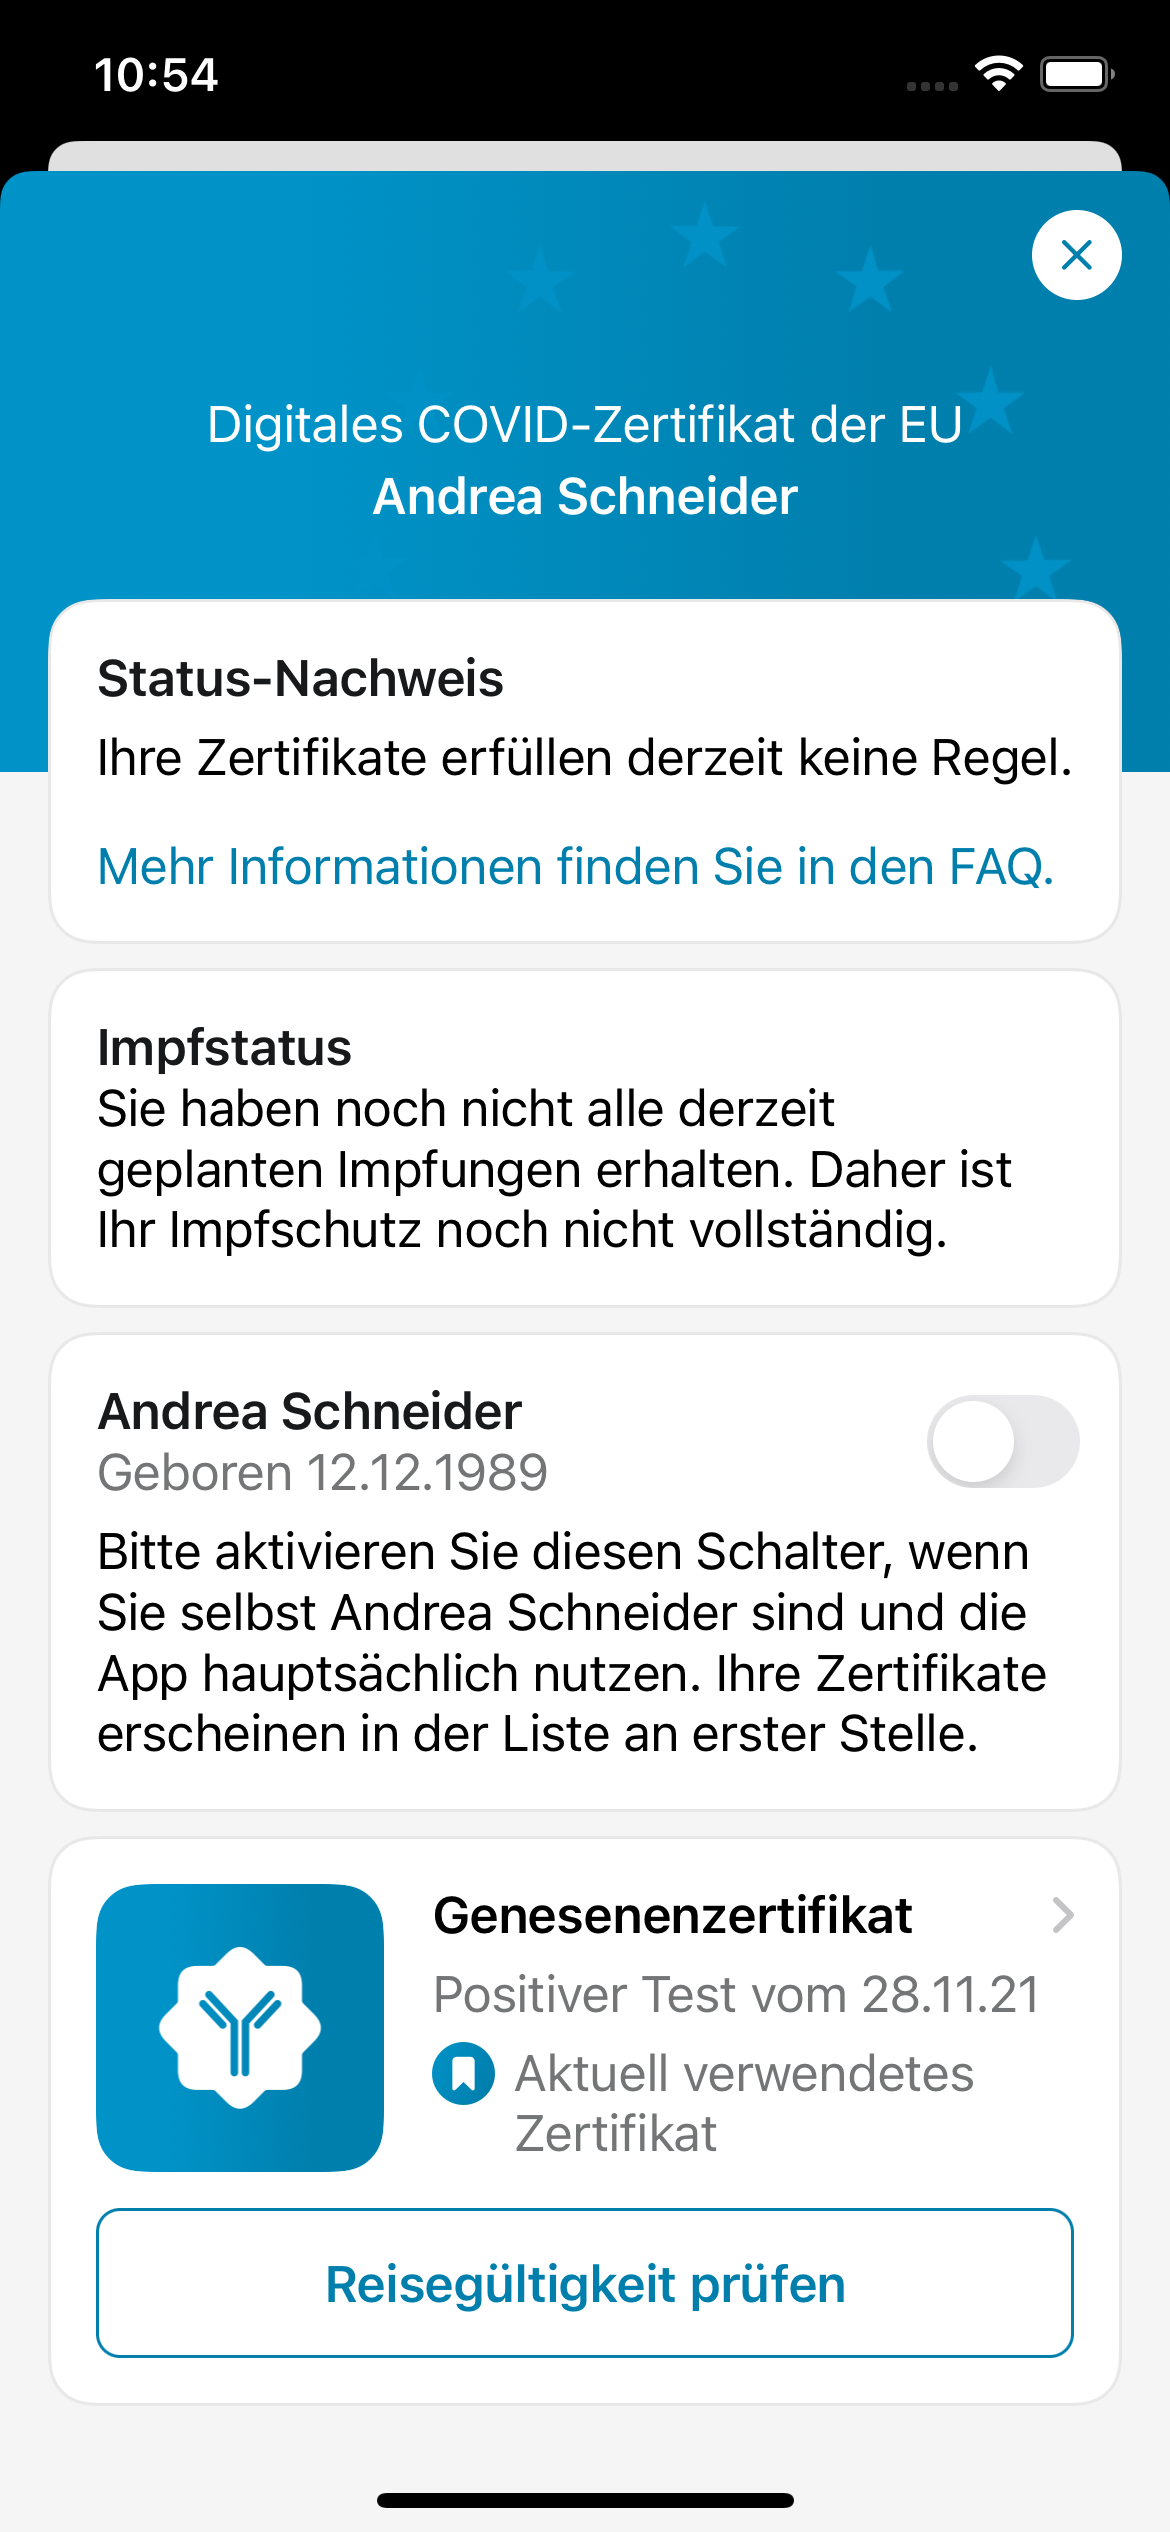 10:54
Digitales COVID-Zertifikat der EU
Andrea Schneider
Status-Nachweis
Ihre Zertifikate erfüllen derzeit keine Regel.
Mehr Informationen finden Sie in den FAQ.
Impfstatus
Sie haben noch nicht alle derzeit
geplanten Impfungen erhalten. Daher ist
Ihr Impfschutz noch nicht vollständig.
Andrea Schneider
Geboren 12.12.1989
Bitte aktivieren Sie diesen Schalter, wenn
Sie selbst Andrea Schneider sind und die
App hauptsächlich nutzen. Ihre Zertifikate
erscheinen in der Liste an erster Stelle.
Genesenenzertifikat
Positiver Test vom 28.11.21
Aktuell verwendetes
Zertifikat
Reisegültigkeit prüfen